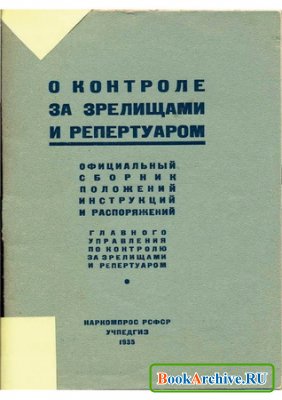 О КОНТРОЛЕ
ЗА ЗРЕЛИЩАМИ
И РЕПЕРТУАРОМ
ОФИЦИАЛЬНЫЙ
СБОРНИК
ПОЛОЖЕНИЙ
ИНСТРУКЦИЙ
И РАСПОРЯЖЕНИЙ
ГЛАВНОГО
УПРАВЛЕНИЯ
ПО КОНТРОЛЮ
ЗА ЗРЕЛИЩАМИ
И РЕПЕРТУАРОМ
НАРКОМПРОС РСФСР
УЧПЕДГИЗ
1935
BookArchive.RU